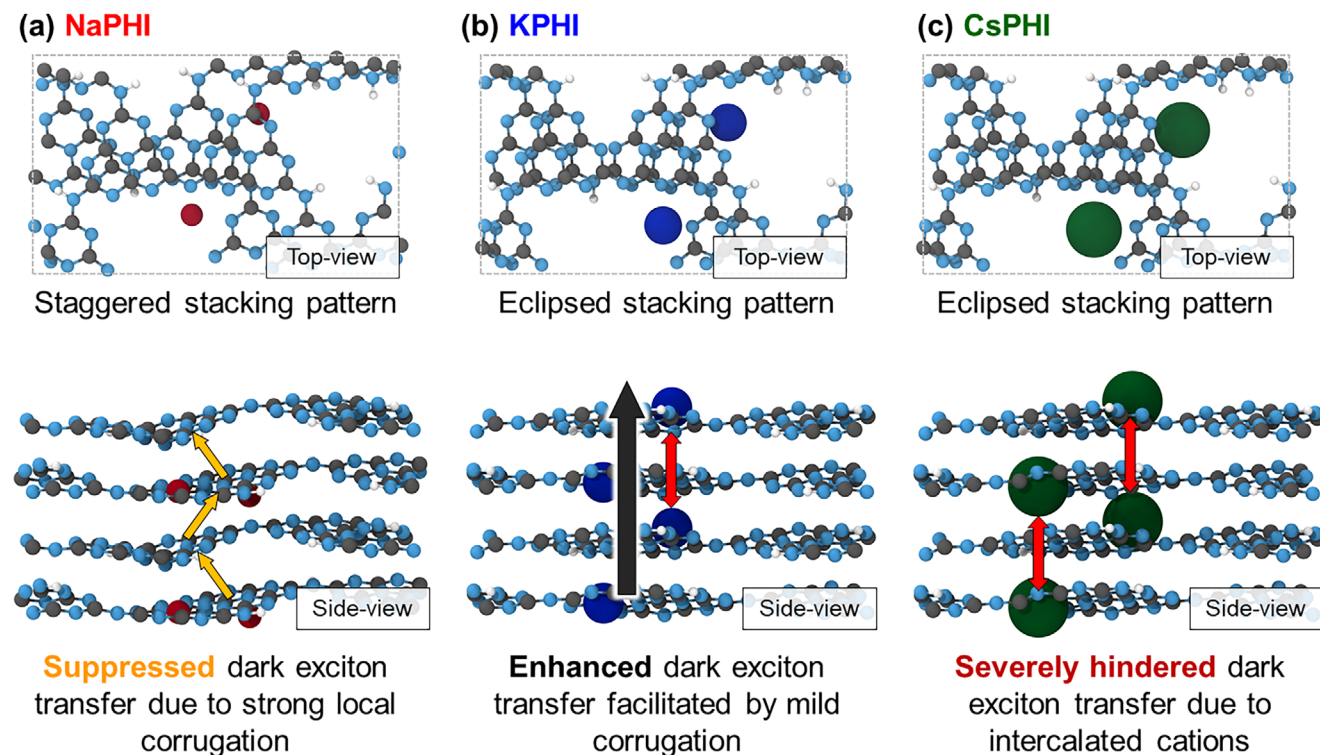 (a) NaPHI
(b) KPHI
(c) CsPHI
Top-view
Top-view
Top-view
Staggered stacking pattern
Eclipsed stacking pattern
Eclipsed stacking pattern
Side-view
Side-view
Side-view
Suppressed dark exciton
transfer due to strong local
corrugation
Enhanced dark exciton
transfer facilitated by mild
corrugation
Severely hindered dark
exciton transfer due to
intercalated cations